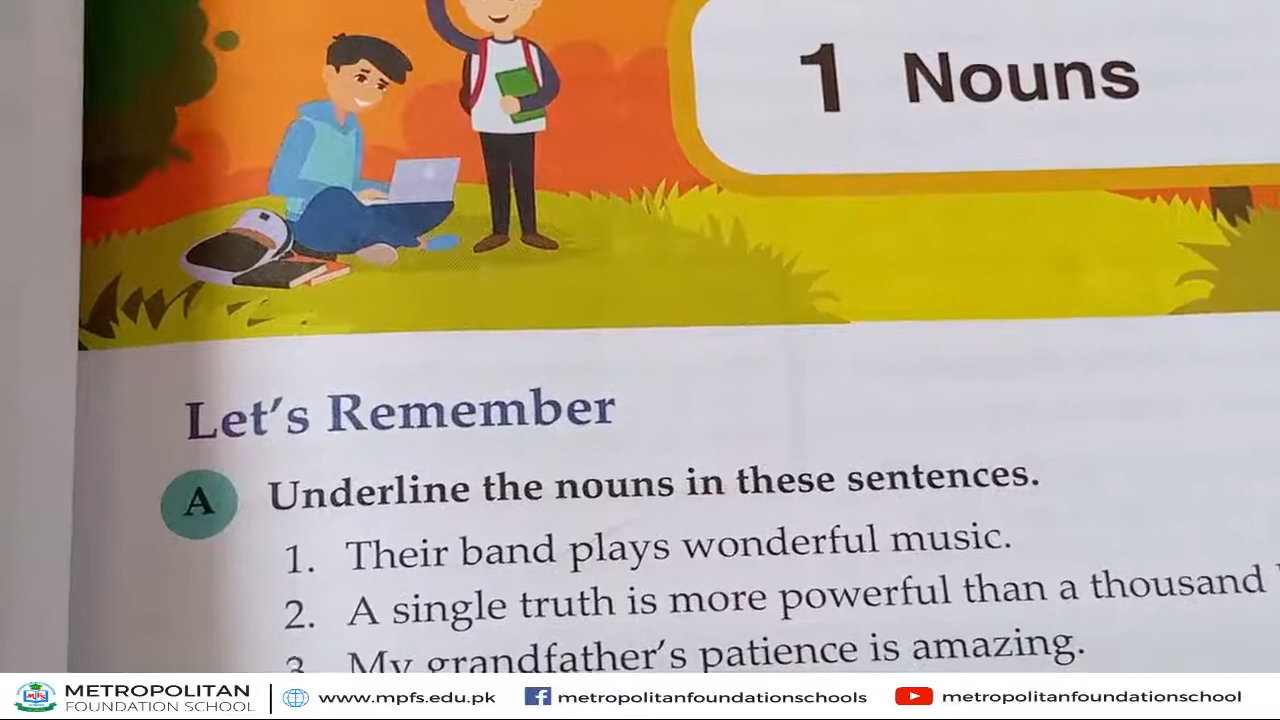 1 Nouns
Let's Remember
A Underline the nouns in these sentences.
1. Their band plays wonderful music.
2. A single truth is more powerful than a thousand
3. My grandfather's patience is amazing.
METROPOLITAN
FOUNDATION SCHOOL
www.mpfs.edu.pk
metropolitanfoundationschools
metropolitanfoundationschool